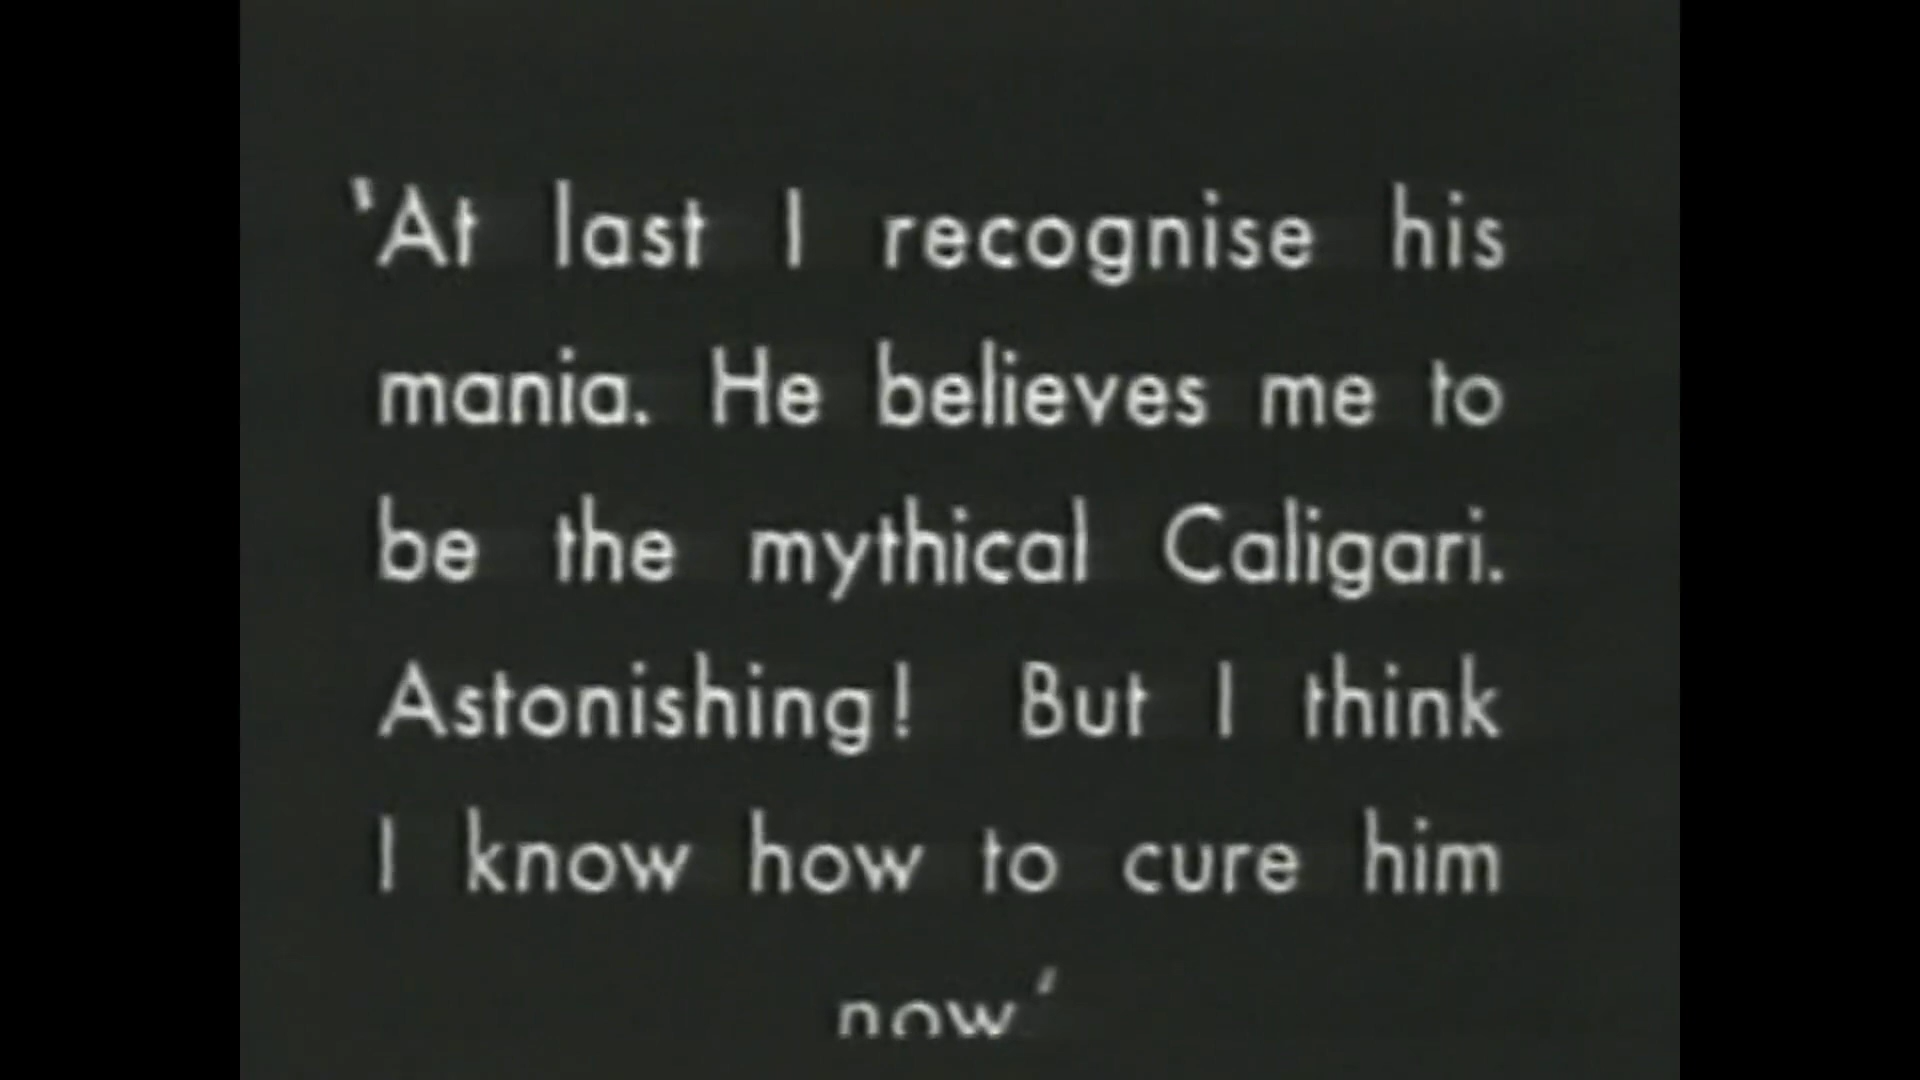 ‛At last I recognise his
mania. He believes me to
be the mythical Caligari.
Astonishing! But I think
I know how to cure him
now‘